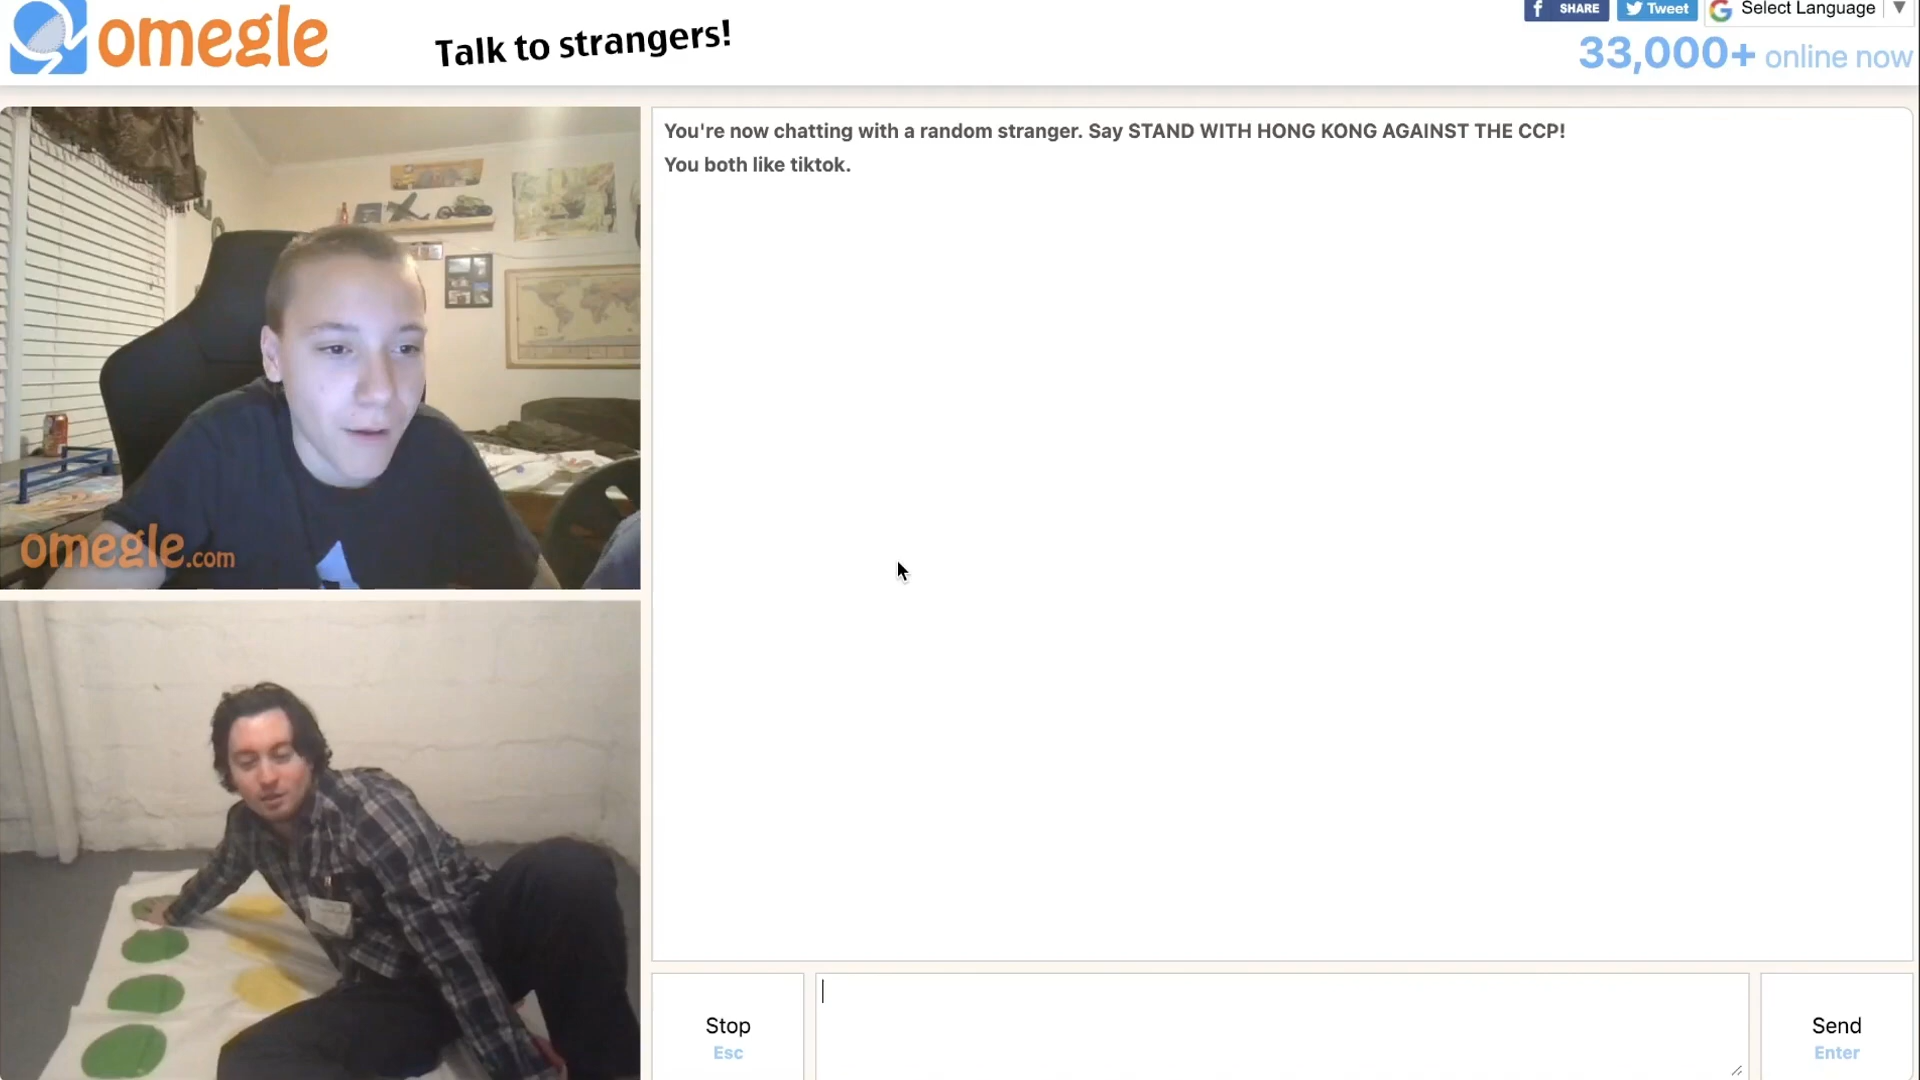 omegle
Talk to strangers!
SHARE
Tweet
Select Language
33,000+ online now
You're now chatting with a random stranger. Say STAND WITH HONG KONG AGAINST THE CCP!
You both like tiktok.
omegle.com
Stop
Esc
Send
Enter